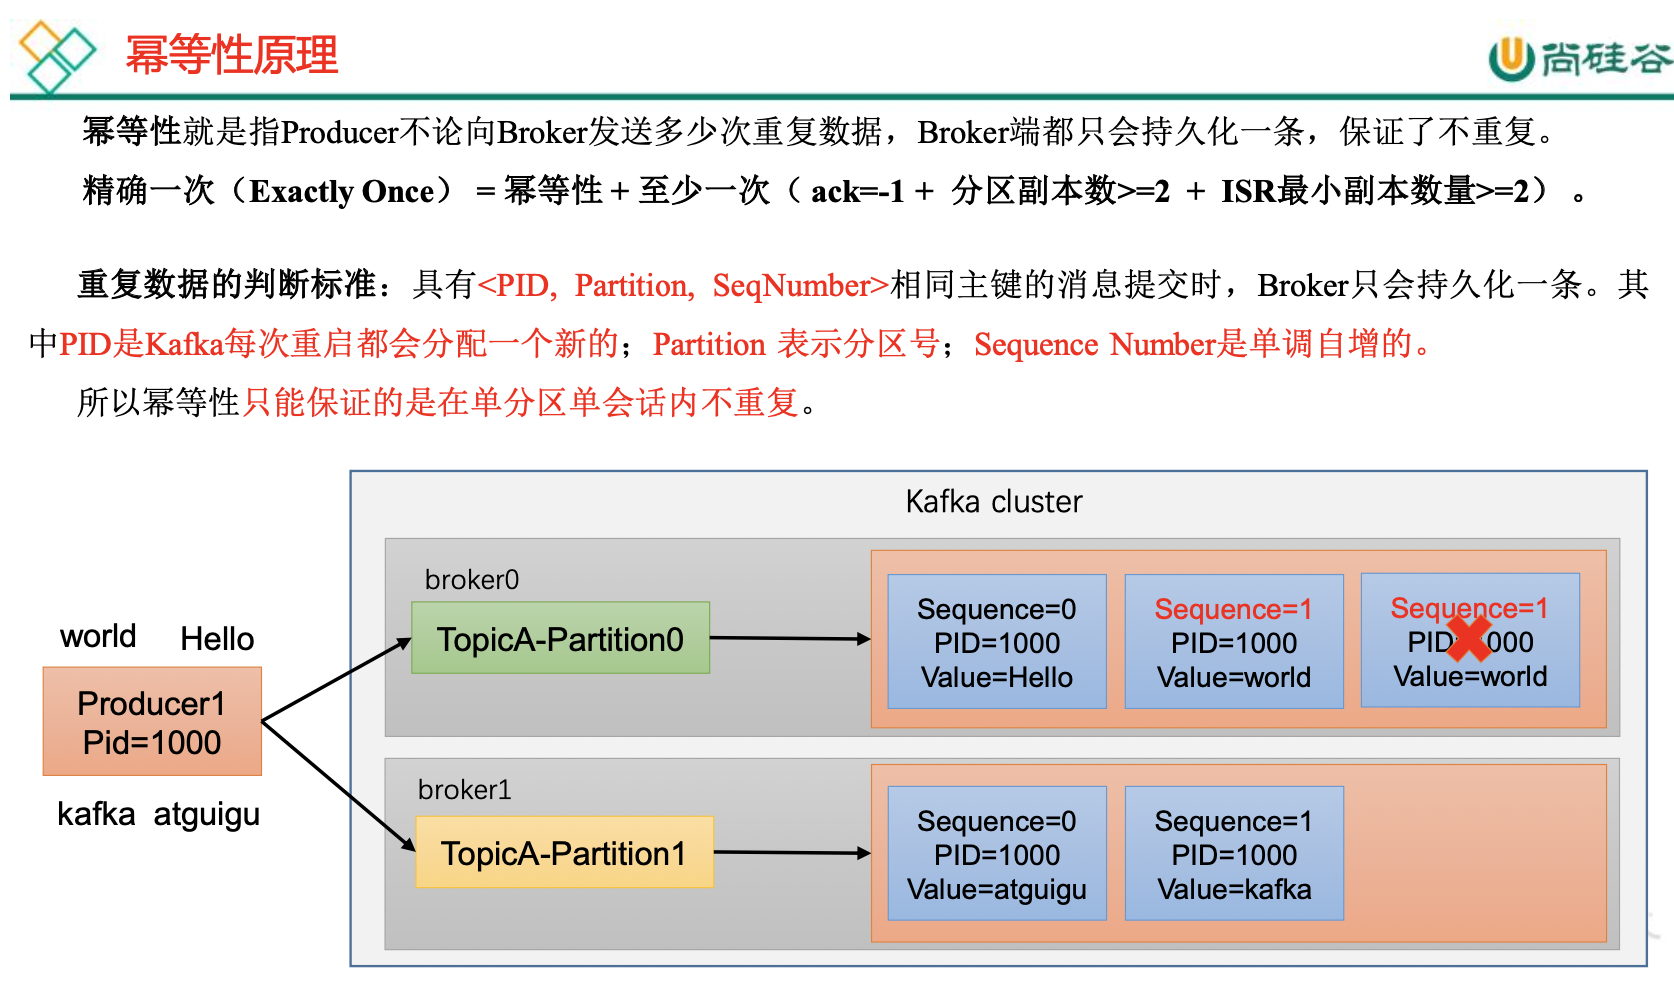 幂等性原理
尚硅谷
幂等性就是指Producer不论向Broker发送多少次重复数据，Broker端都只会持久化一条，保证了不重复。
精确一次（Exactly Once） = 幂等性 + 至少一次（ ack=-1 + 分区副本数>=2 + ISR最小副本数量>=2） 。
重复数据的判断标准：具有<PID, Partition, SeqNumber>相同主键的消息提交时，Broker只会持久化一条。其
中PID是Kafka每次重启都会分配一个新的；Partition 表示分区号；Sequence Number是单调自增的。
所以幂等性只能保证的是在单分区单会话内不重复。
Kafka cluster
broker0
TopicA-Partition0
Sequence=0
PID=1000
Value=Hello
Sequence=1
PID=1000
Value=world
Sequence=1
PID=1000
Value=world
world Hello
Producer1
Pid=1000
kafka atguigu
broker1
TopicA-Partition1
Sequence=0
PID=1000
Value=atguigu
Sequence=1
PID=1000
Value=kafka